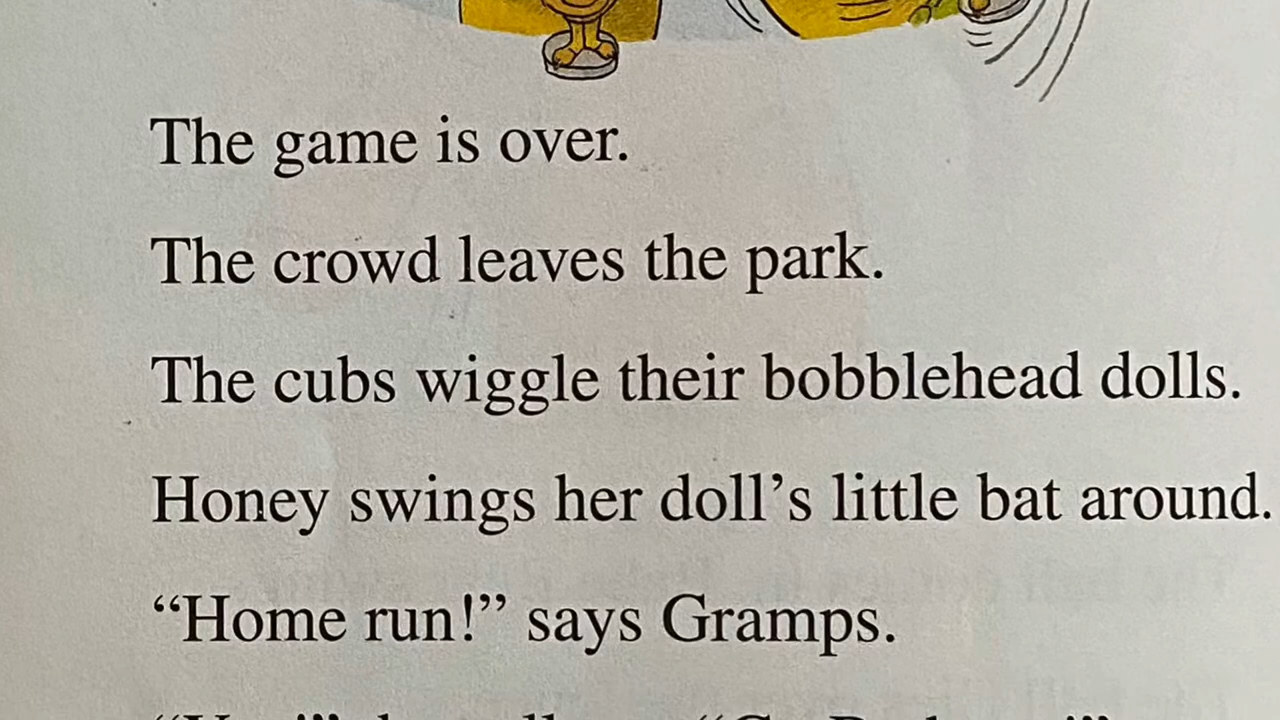 The game is over.
The crowd leaves the park.
The cubs wiggle their bobblehead dolls.
Honey swings her doll’s little bat around.
“Home run!” says Gramps.